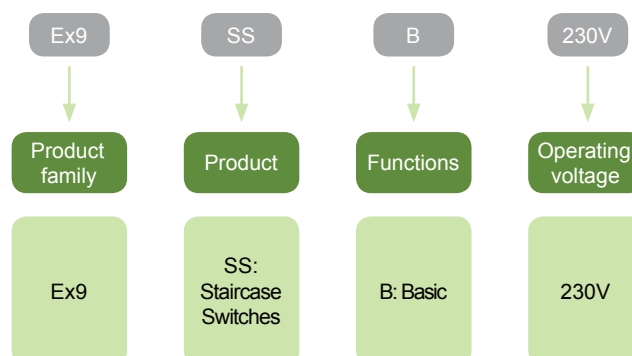 Ex9
SS
B
230V
Product
family
Product
Functions
Operating
voltage
Ex9
SS:
Staircase
Switches
B: Basic
230V